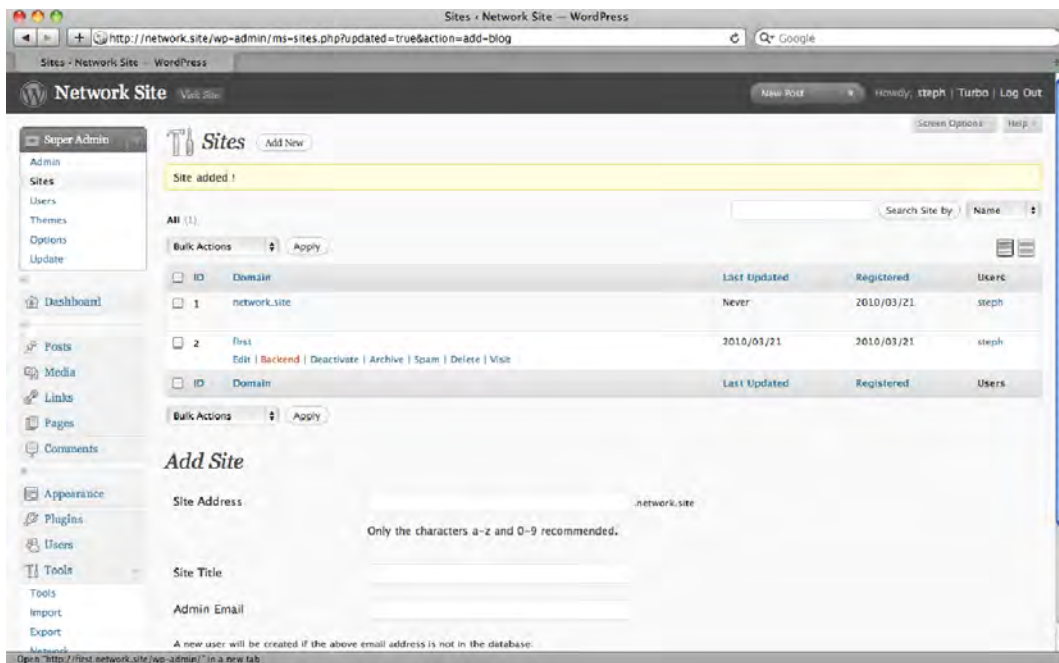 Sites ‹ Network Site — WordPress
http://network.site/wp-admin/ms-sites.php?updated=true&action=add-blog
Google
Sites ‹ Network Site — WordPress
Network Site Visit Site
New Post
Howdy, steph | Turbo | Log Out
Screen Options
Help
Super Admin
Admin
Sites
Users
Themes
Options
Update
Dashboard
Posts
Media
Links
Pages
Comments
Appearance
Plugins
Users
Tools
Tools
Import
Export
Network
Sites Add New
Site added !
All (1)
Search Site by Name
Bulk Actions Apply
ID Domain Last Updated Registered Users
1 network.site Never 2010/03/21 steph
2 first 2010/03/21 2010/03/21 steph
Edit | Backend | Deactivate | Archive | Spam | Delete | Visit
ID Domain Last Updated Registered Users
Bulk Actions Apply
Add Site
Site Address .network.site
Only the characters a-z and 0-9 recommended.
Site Title
Admin Email
A new user will be created if the above email address is not in the database.
Open "http://first.network.site/wp-admin/" in a new tab